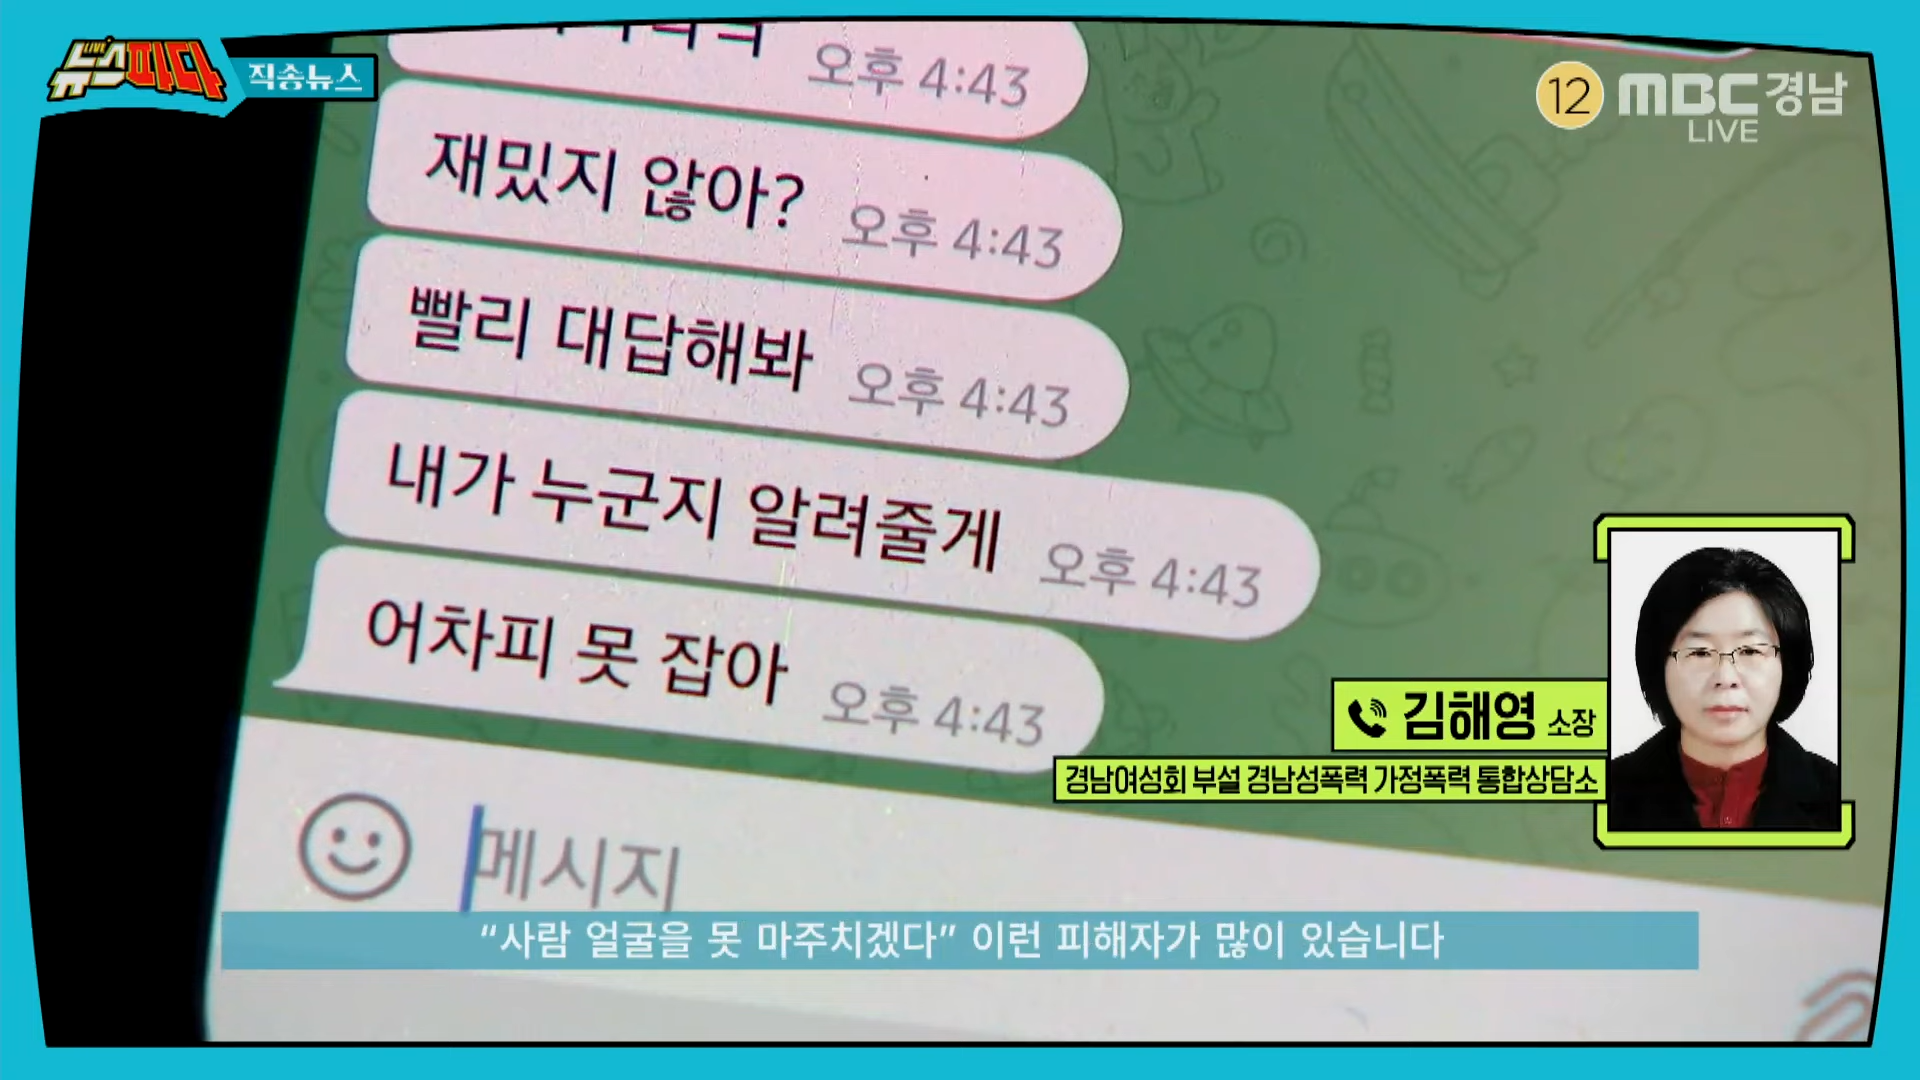 LIVE
뉴스피다
직송뉴스
12 MBC경남
LIVE
오후 4:43
재밌지 않아?
오후 4:43
빨리 대답해봐
오후 4:43
내가 누군지 알려줄게
오후 4:43
어차피 못 잡아
오후 4:43
메시지
김해영 소장
경남여성회 부설 경남성폭력 가정폭력 통합상담소
“사람 얼굴을 못 마주치겠다” 이런 피해자가 많이 있습니다